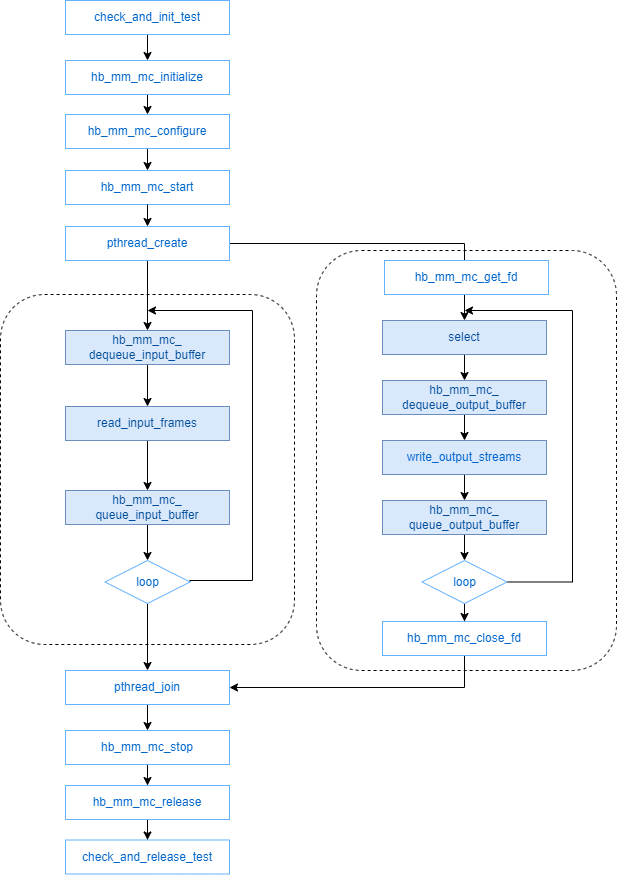 check_and_init_test
hb_mm_mc_initialize
hb_mm_mc_configure
hb_mm_mc_start
pthread_create
hb_mm_mc_
dequeue_input_buffer
read_input_frames
hb_mm_mc_
queue_input_buffer
loop
hb_mm_mc_get_fd
select
hb_mm_mc_
dequeue_output_buffer
write_output_streams
hb_mm_mc_
queue_output_buffer
loop
hb_mm_mc_close_fd
pthread_join
hb_mm_mc_stop
hb_mm_mc_release
check_and_release_test